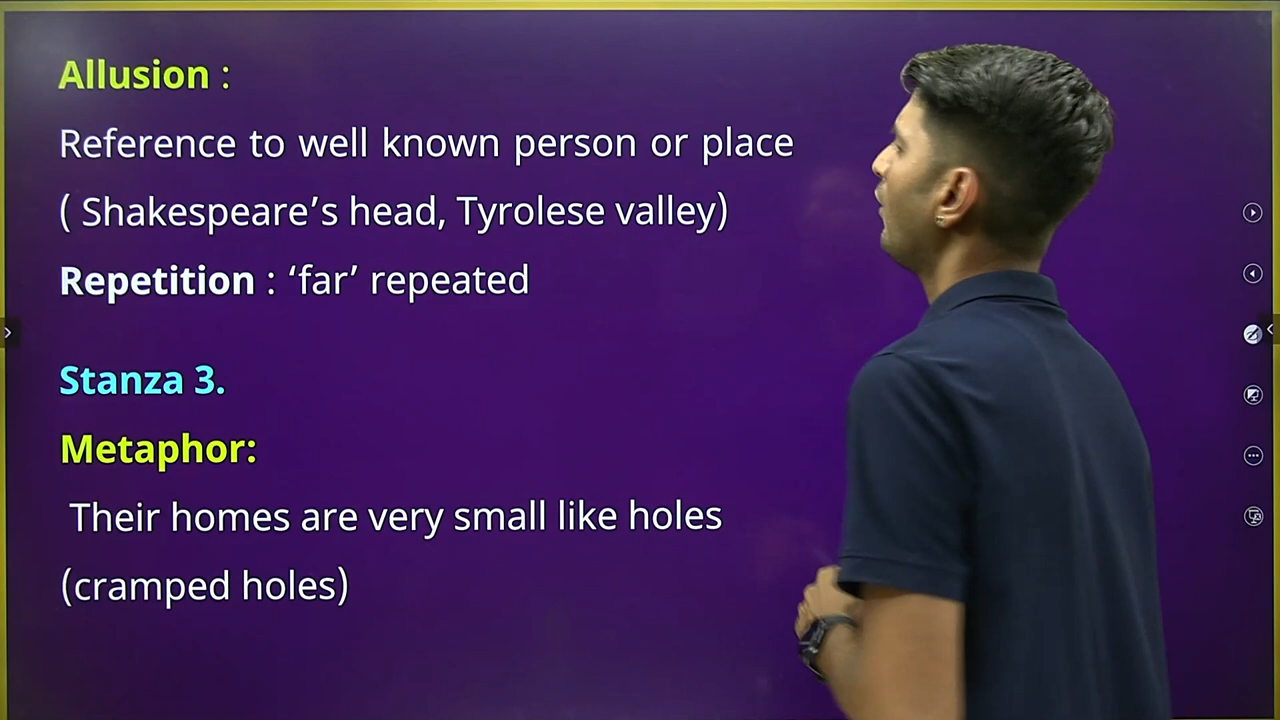 Allusion :
Reference to well known person or place
( Shakespeare’s head, Tyrolese valley)
Repetition : ‘far’ repeated
Stanza 3.
Metaphor:
Their homes are very small like holes
(cramped holes)